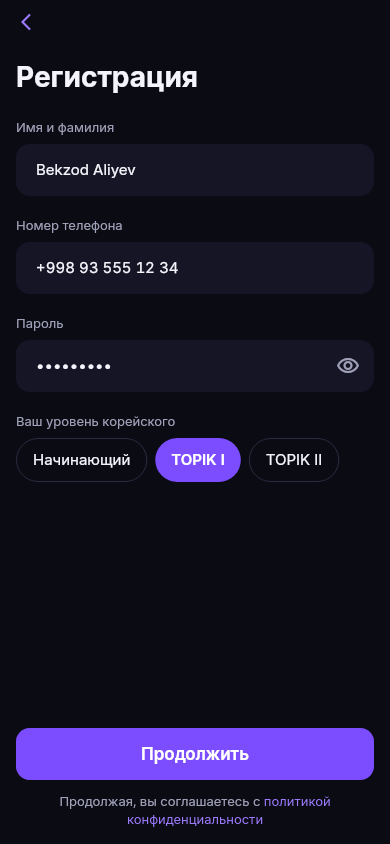 Регистрация
Имя и фамилия
Bekzod Aliyev
Номер телефона
+998 93 555 12 34
Пароль
•••••••••
Ваш уровень корейского
Начинающий TOPIK I TOPIK II
Продолжить
Продолжая, вы соглашаетесь с политикой
конфиденциальности